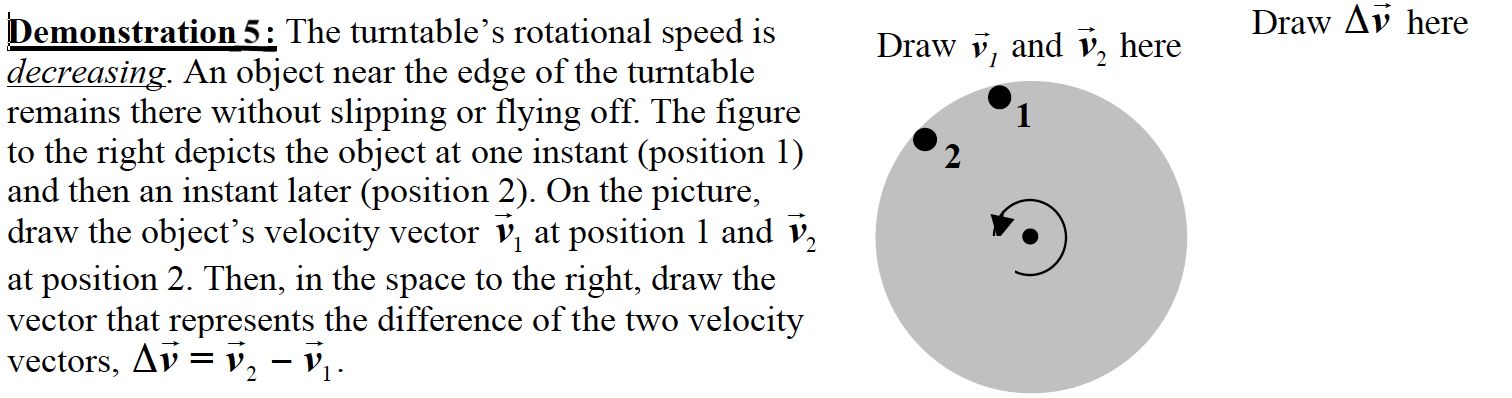 Demonstration 5: The turntable's rotational speed is
decreasing. An object near the edge of the turntable
remains there without slipping or flying off. The figure
to the right depicts the object at one instant (position 1)
and then an instant later (position 2). On the picture,
draw the object's velocity vector v⃗₁ at position 1 and v⃗₂
at position 2. Then, in the space to the right, draw the
vector that represents the difference of the two velocity
vectors, Δv⃗ = v⃗₂ − v⃗₁.
Draw v⃗₁ and v⃗₂ here
1
2
Draw Δv⃗ here